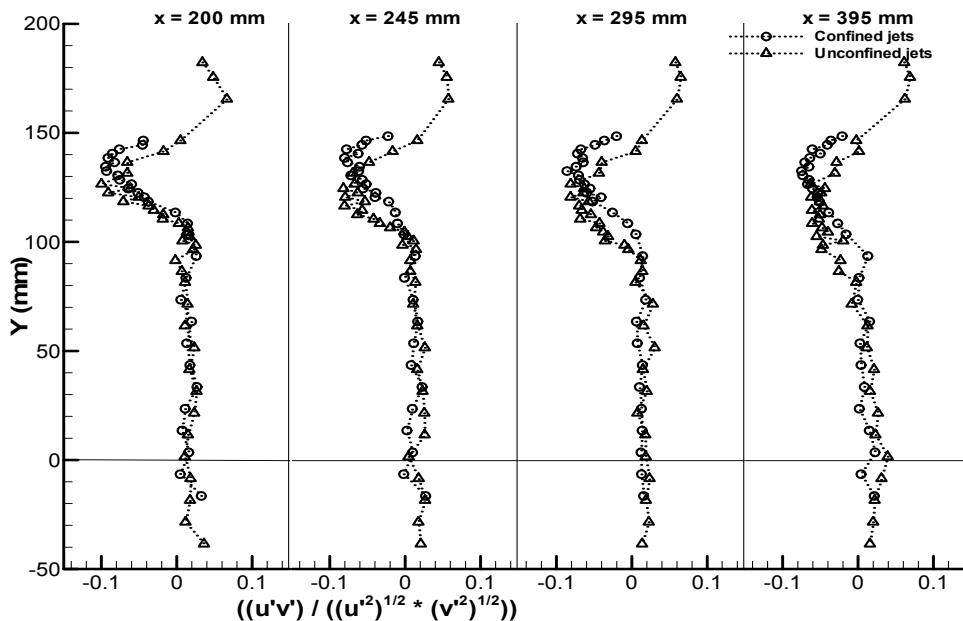 x = 200 mm x = 245 mm x = 295 mm x = 395 mm
200
Confined jets
Unconfined jets
150
100
Y (mm)
50
0
-50
-0.1 0 0.1 -0.1 0 0.1 -0.1 0 0.1 -0.1 0 0.1
((u'v') / ((u'²)^1/2 * (v'²)^1/2))